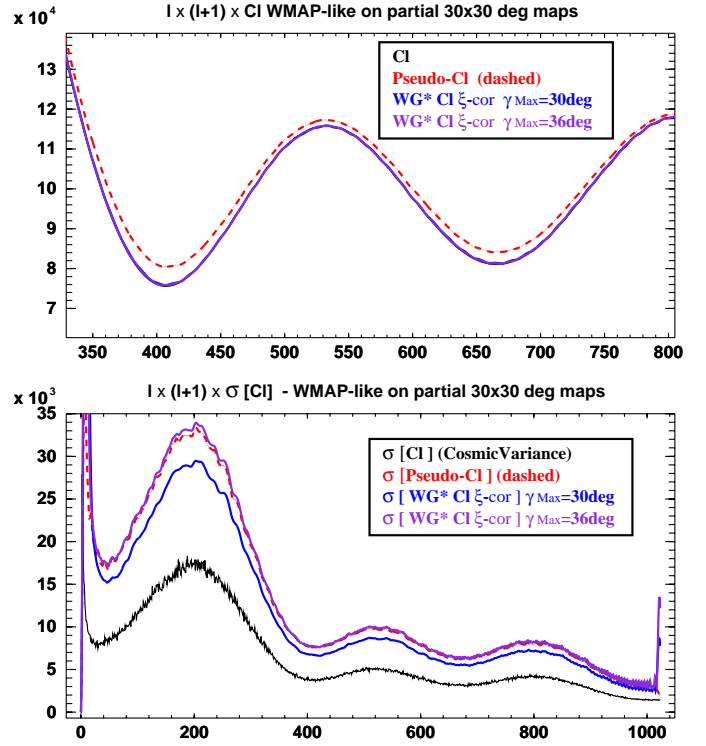 l x (l+1) x Cl WMAP-like on partial 30x30 deg maps
x 10⁴
13
12
11
10
9
8
7
Cl
Pseudo-Cl (dashed)
WG* Cl ξ-cor γ Max=30deg
WG* Cl ξ-cor γ Max=36deg
350 400 450 500 550 600 650 700 750 800
l x (l+1) x σ [Cl] - WMAP-like on partial 30x30 deg maps
x 10³
35
30
25
20
15
10
5
0
σ [Cl ] (CosmicVariance)
σ [Pseudo-Cl ] (dashed)
σ [ WG* Cl ξ-cor ] γ Max=30deg
σ [ WG* Cl ξ-cor ] γ Max=36deg
0 200 400 600 800 1000